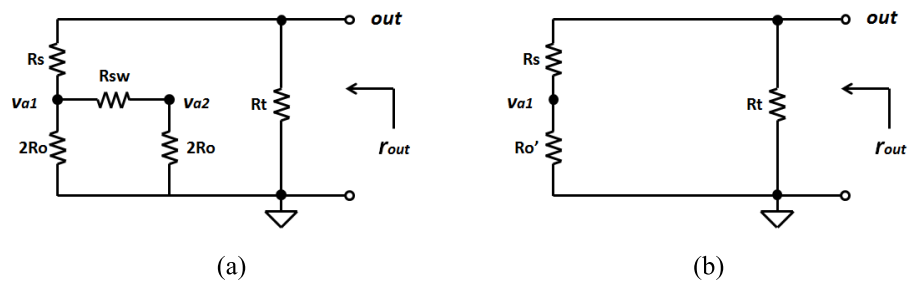 out
Rs
Rsw
va1
va2
Rt
2Ro
2Ro
rout
(a)
out
Rs
va1
Rt
Ro’
rout
(b)